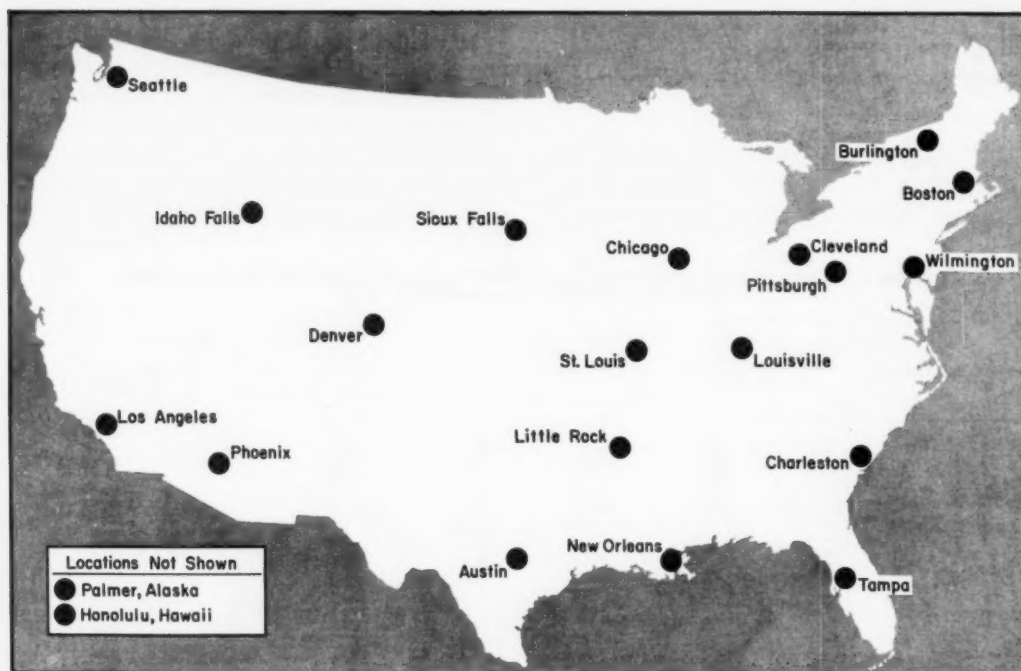 Seattle
Burlington
Boston
Idaho Falls
Sioux Falls
Chicago
Cleveland
Wilmington
Pittsburgh
Denver
St. Louis
Louisville
Los Angeles
Phoenix
Little Rock
Charleston
New Orleans
Austin
Tampa
Locations Not Shown
Palmer, Alaska
Honolulu, Hawaii